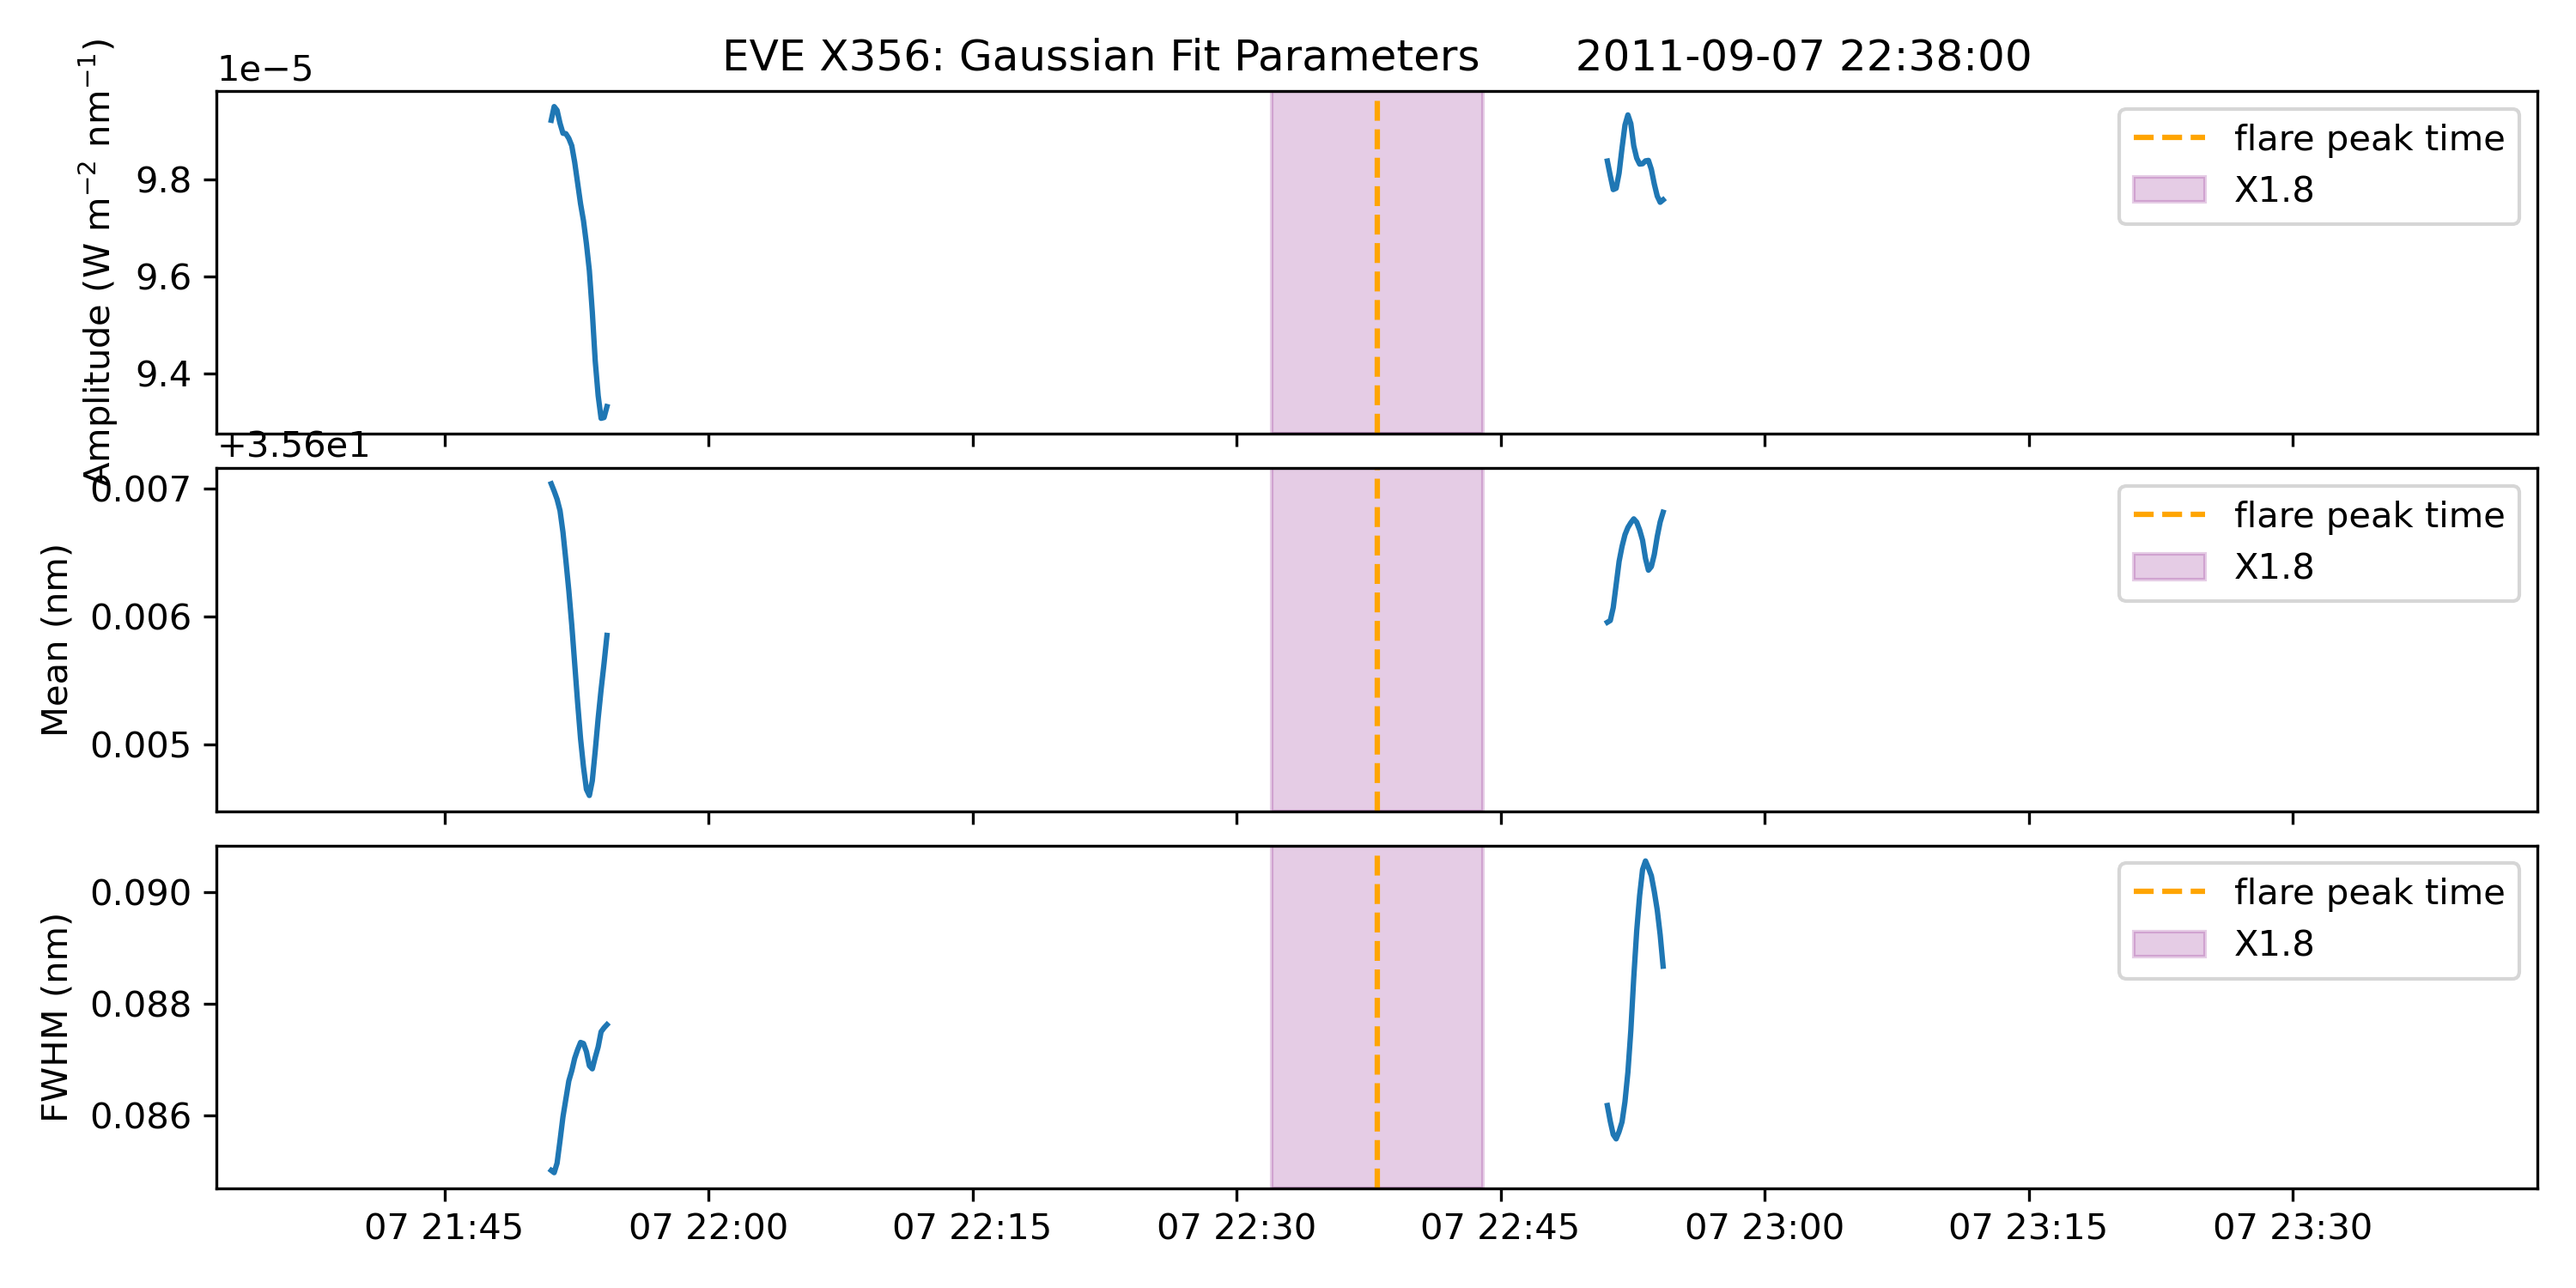 EVE X356: Gaussian Fit Parameters 2011-09-07 22:38:00
1e−5
Amplitude (W m⁻² nm⁻¹)
9.8
9.6
9.4
flare peak time
X1.8
+3.56e1
Mean (nm)
0.007
0.006
0.005
flare peak time
X1.8
FWHM (nm)
0.090
0.088
0.086
flare peak time
X1.8
07 21:45 07 22:00 07 22:15 07 22:30 07 22:45 07 23:00 07 23:15 07 23:30